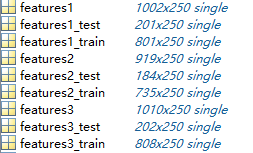 features1 1002x250 single
features1_test 201x250 single
features1_train 801x250 single
features2 919x250 single
features2_test 184x250 single
features2_train 735x250 single
features3 1010x250 single
features3_test 202x250 single
features3_train 808x250 single